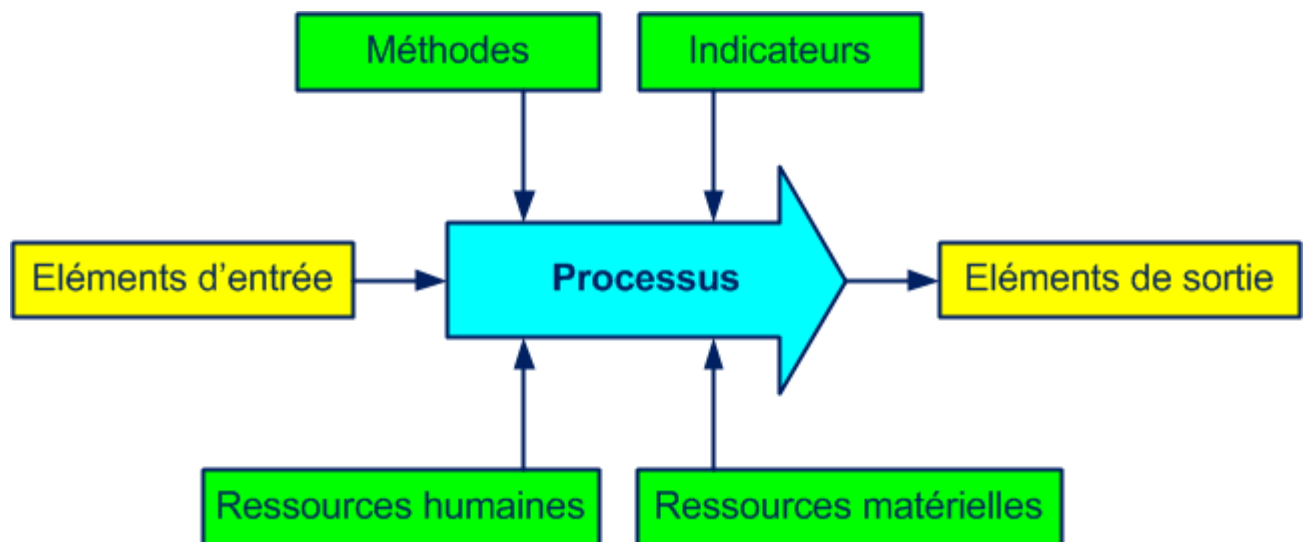 Méthodes
Indicateurs
Eléments d’entrée
Processus
Eléments de sortie
Ressources humaines
Ressources matérielles